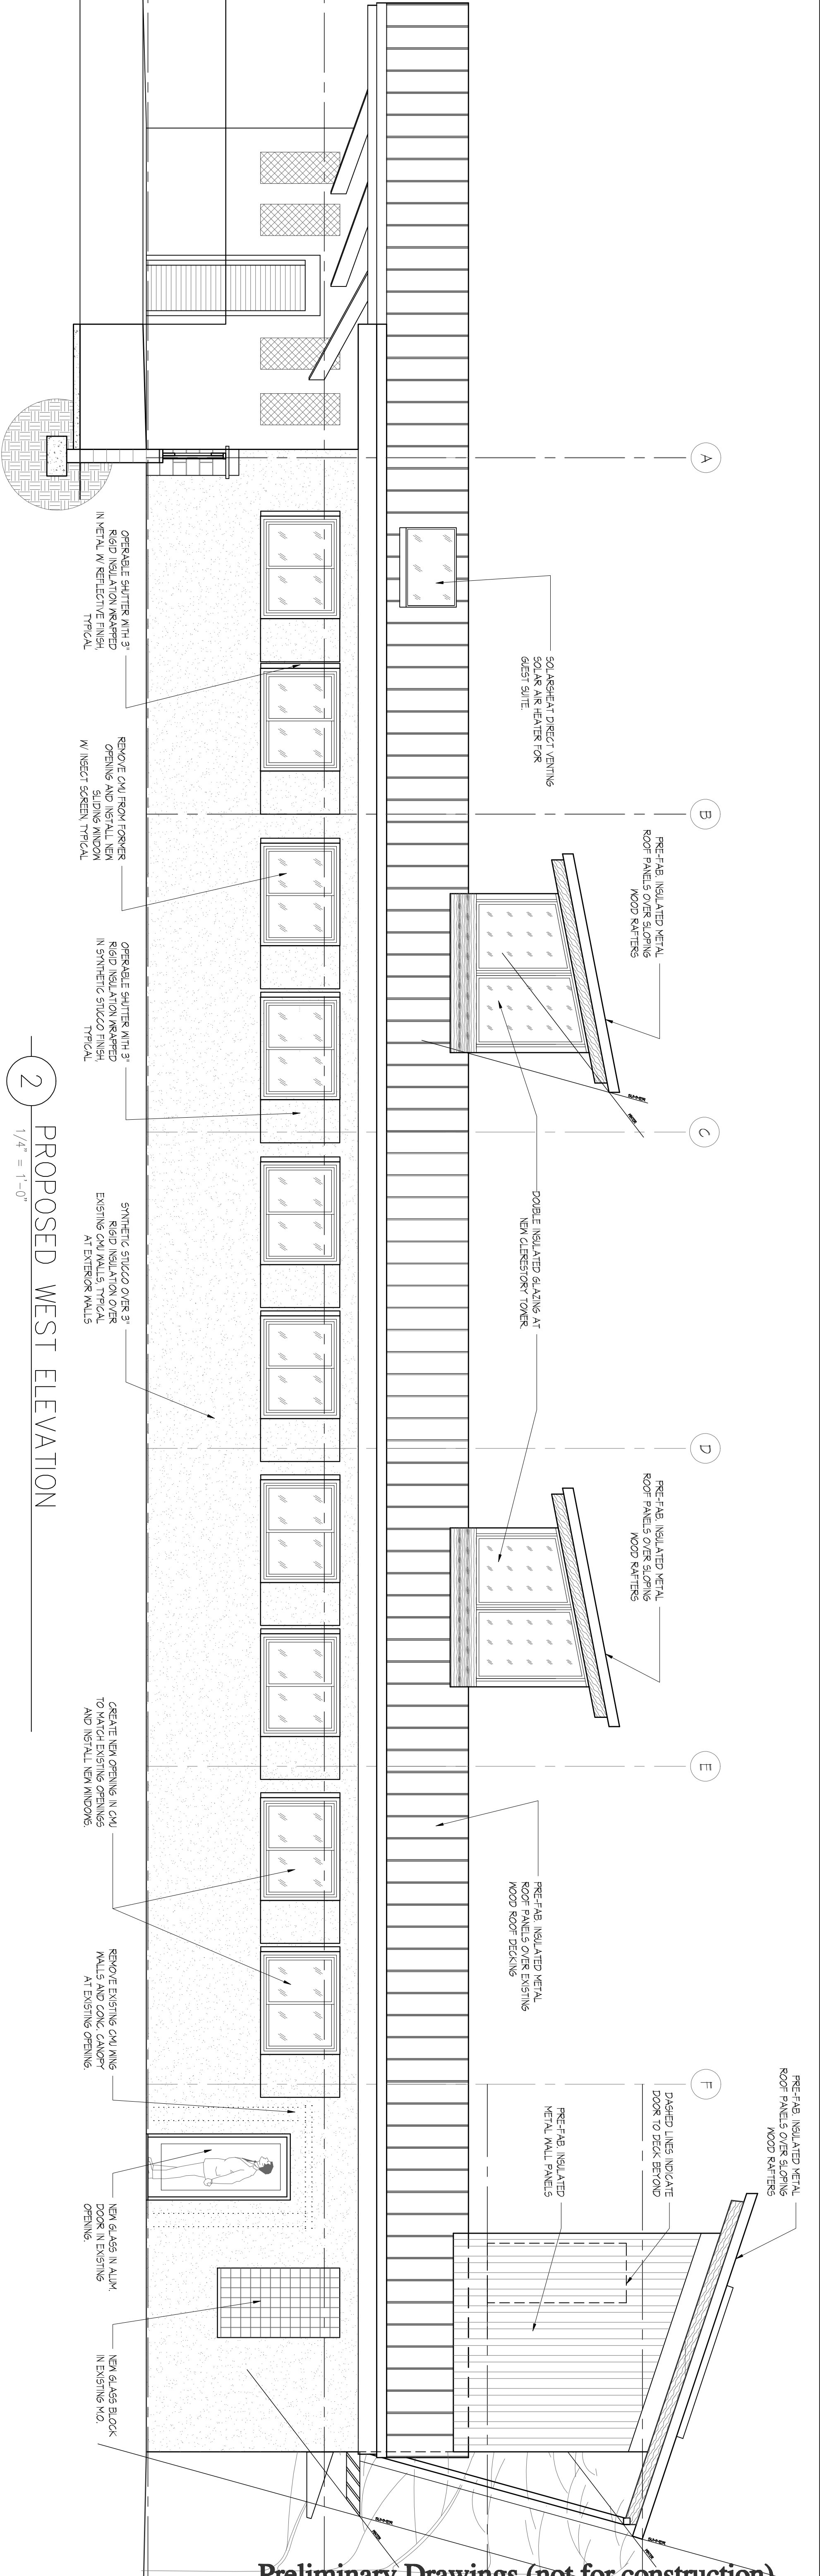 A
B
C
D
E
F
SOLARSHEAT DIRECT VENTING
SOLAR AIR HEATER FOR
GUEST SUITE.
PRE-FAB. INSULATED METAL
ROOF PANELS OVER SLOPING
WOOD RAFTERS
SUMMER
WINTER
DOUBLE INSULATED GLAZING AT
NEW CLERESTORY TOWER.
PRE-FAB. INSULATED METAL
ROOF PANELS OVER SLOPING
WOOD RAFTERS
PRE-FAB. INSULATED METAL
ROOF PANELS OVER EXISTING
WOOD ROOF DECKING
PRE-FAB. INSULATED METAL
ROOF PANELS OVER SLOPING
WOOD RAFTERS
DASHED LINES INDICATE
DOOR TO DECK BEYOND
PRE-FAB. INSULATED
METAL WALL PANELS
SUMMER
WINTER
SUMMER
WINTER
OPERABLE SHUTTER WITH 3"
RIGID INSULATION WRAPPED
IN METAL W/ REFLECTIVE FINISH,
TYPICAL
REMOVE CMU FROM FORMER
OPENING AND INSTALL NEW
SLIDING WINDOW
W/ INSECT SCREEN, TYPICAL
OPERABLE SHUTTER WITH 3"
RIGID INSULATION WRAPPED
IN SYNTHETIC STUCCO FINISH,
TYPICAL
SYNTHETIC STUCCO OVER 3"
RIGID INSULATION OVER
EXISTING CMU WALLS, TYPICAL
AT EXTERIOR WALLS
CREATE NEW OPENING IN CMU
TO MATCH EXISTING OPENINGS
AND INSTALL NEW WINDOWS.
REMOVE EXISTING CMU WING
WALLS AND CONC. CANOPY
AT EXISTING OPENING.
NEW GLASS IN ALUM.
DOOR IN EXISTING
OPENING.
NEW GLASS BLOCK
IN EXISTING M.O.
2
PROPOSED WEST ELEVATION
1/4" = 1'-0"
Preliminary Drawings (not for construction)